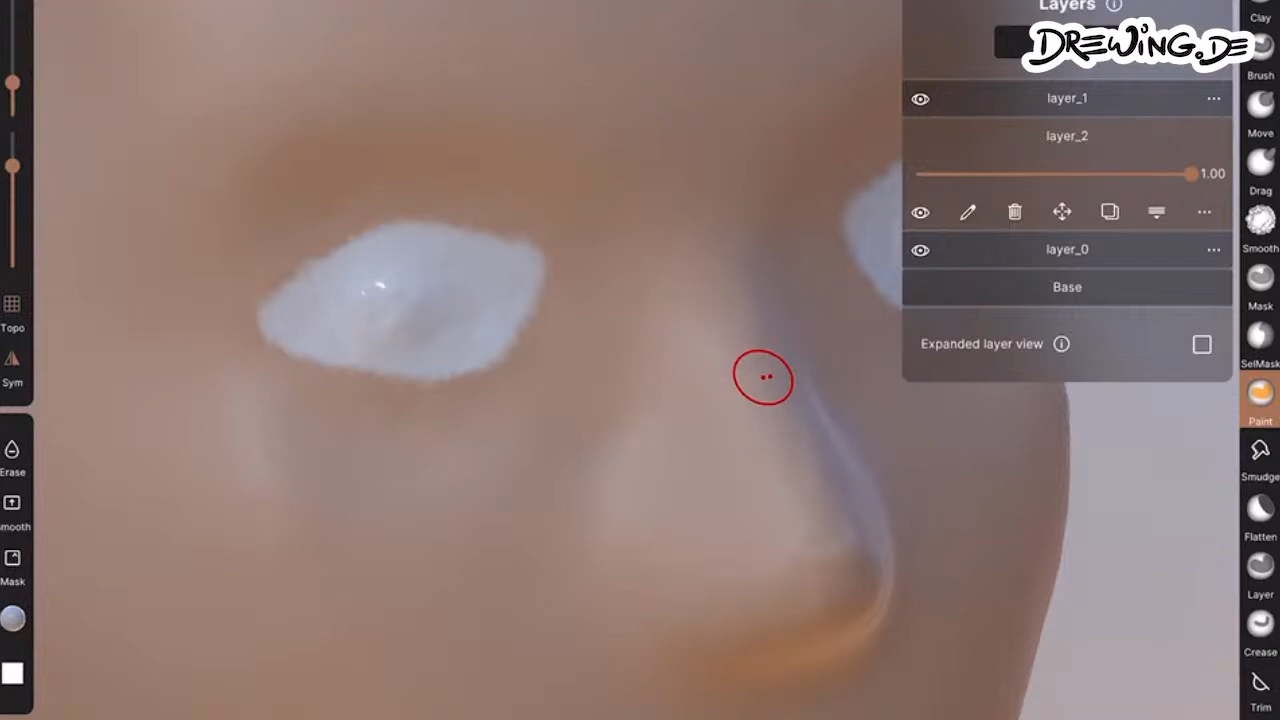 Layers
DREWING.DE
layer_1
layer_2
1.00
layer_0
Base
Expanded layer view
Topo
Sym
Erase
mooth
Mask
Clay
Brush
Move
Drag
Smooth
Mask
SelMask
Paint
Smudge
Flatten
Layer
Crease
Trim